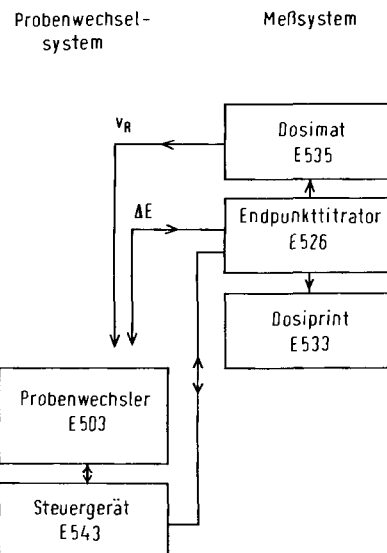 Probenwechsel-
system
Meßsystem
Dosimat
E535
v_R
Endpunkttitrator
E526
ΔE
Dosiprint
E533
Probenwechsler
E503
Steuergerät
E543